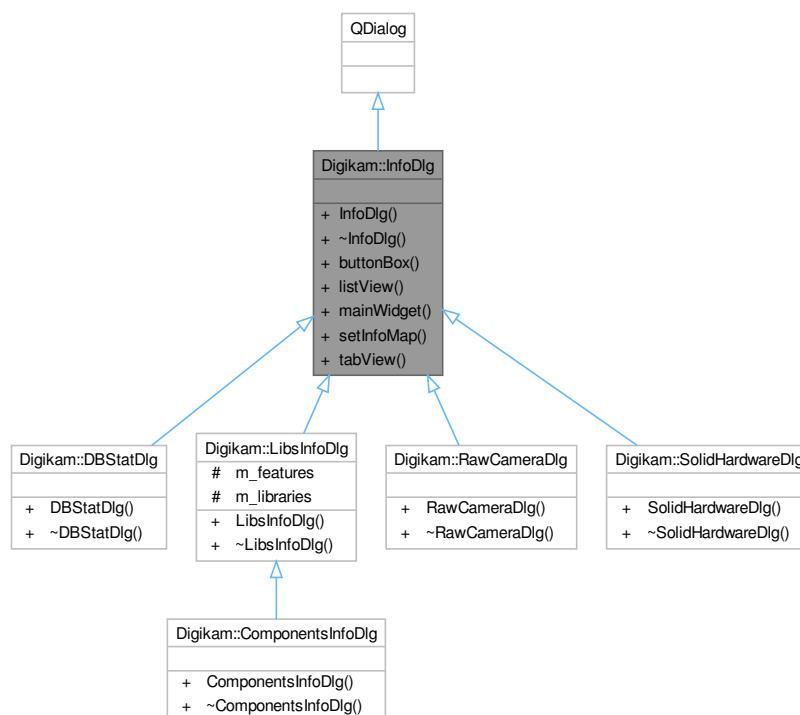 QDialog
Digikam::InfoDlg
+ InfoDlg()
+ ~InfoDlg()
+ buttonBox()
+ listView()
+ mainWidget()
+ setInfoMap()
+ tabView()
Digikam::DBStatDlg
+ DBStatDlg()
+ ~DBStatDlg()
Digikam::LibsInfoDlg
# m_features
# m_libraries
+ LibsInfoDlg()
+ ~LibsInfoDlg()
Digikam::RawCameraDlg
+ RawCameraDlg()
+ ~RawCameraDlg()
Digikam::SolidHardwareDlg
+ SolidHardwareDlg()
+ ~SolidHardwareDlg()
Digikam::ComponentsInfoDlg
+ ComponentsInfoDlg()
+ ~ComponentsInfoDlg()